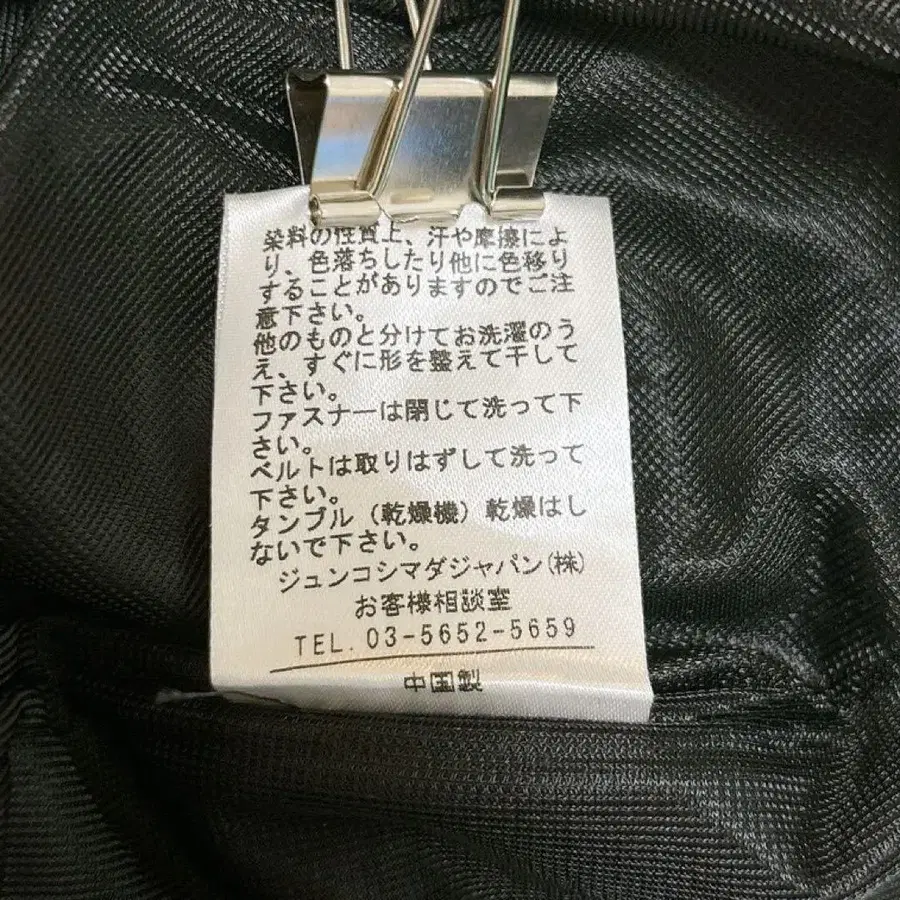 染料の性質上、汗や摩擦によ
り、色落ちしたり他に色移り
することがありますのでご注
意下さい。
他のものと分けてお洗濯のう
え、すぐに形を整えて干して
下さい。
ファスナーは閉じて洗って下
さい。
ベルトは取りはずして洗って
下さい。
タンブル（乾燥機）乾燥はし
ないで下さい。
ジュンコシマダジャパン(株)
お客様相談室
TEL. 03-5652-5659
中国製